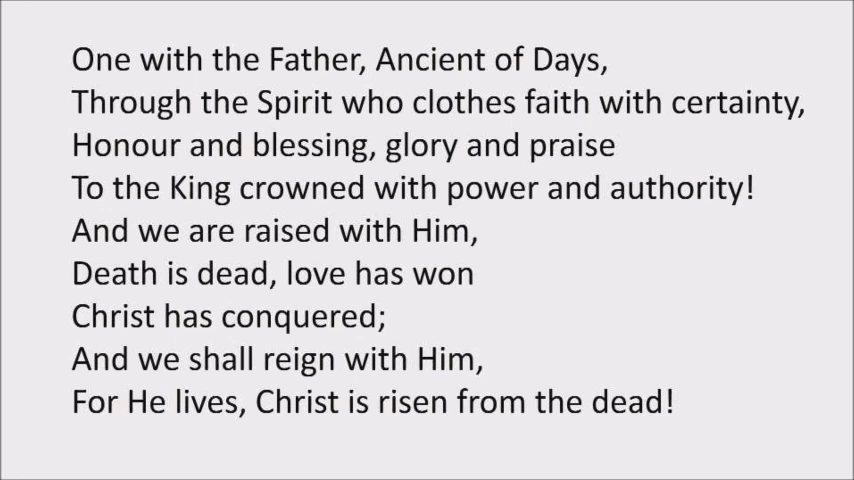 One with the Father, Ancient of Days,
Through the Spirit who clothes faith with certainty,
Honour and blessing, glory and praise
To the King crowned with power and authority!
And we are raised with Him,
Death is dead, love has won
Christ has conquered;
And we shall reign with Him,
For He lives, Christ is risen from the dead!